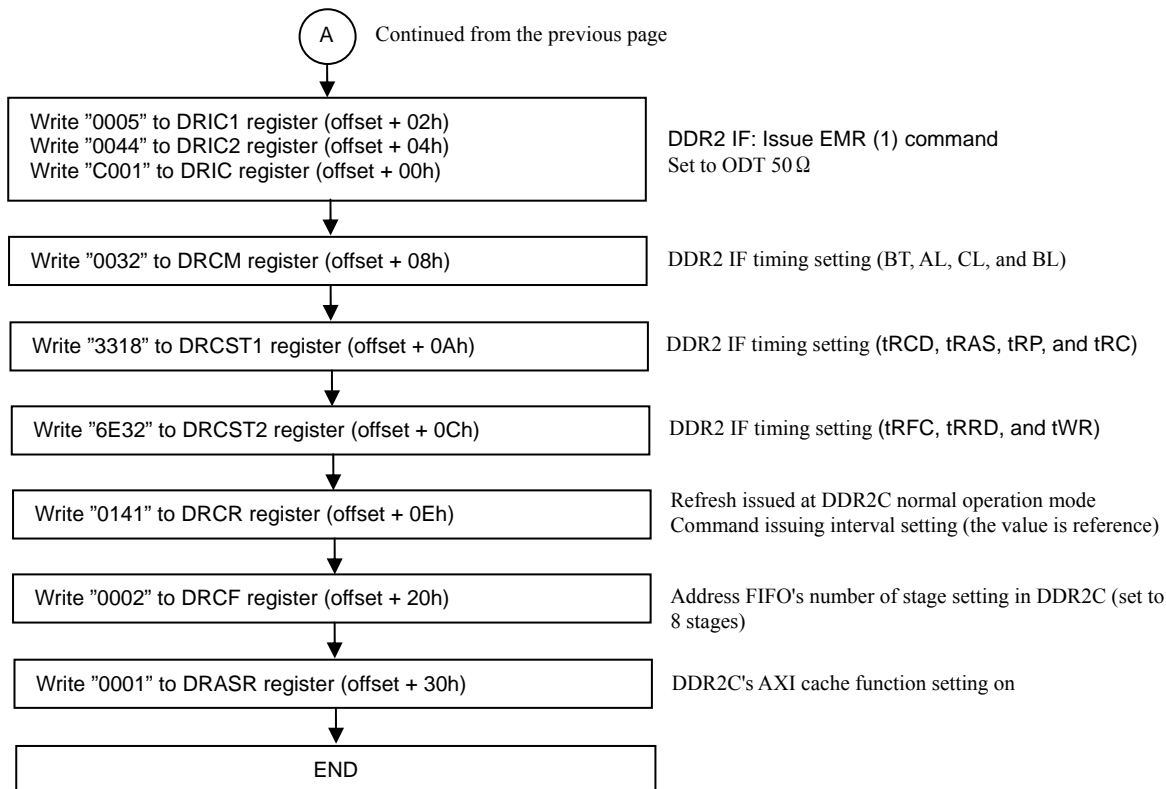 A
Continued from the previous page
Write ”0005” to DRIC1 register (offset + 02h)
Write "0044" to DRIC2 register (offset + 04h)
Write "C001" to DRIC register (offset + 00h)
DDR2 IF: Issue EMR (1) command
Set to ODT 50Ω
Write "0032" to DRCM register (offset + 08h)
DDR2 IF timing setting (BT, AL, CL, and BL)
Write "3318" to DRCST1 register (offset + 0Ah)
DDR2 IF timing setting (tRCD, tRAS, tRP, and tRC)
Write "6E32" to DRCST2 register (offset + 0Ch)
DDR2 IF timing setting (tRFC, tRRD, and tWR)
Write "0141" to DRCR register (offset + 0Eh)
Refresh issued at DDR2C normal operation mode
Command issuing interval setting (the value is reference)
Write "0002" to DRCF register (offset + 20h)
Address FIFO's number of stage setting in DDR2C (set to
8 stages)
Write "0001" to DRASR register (offset + 30h)
DDR2C's AXI cache function setting on
END